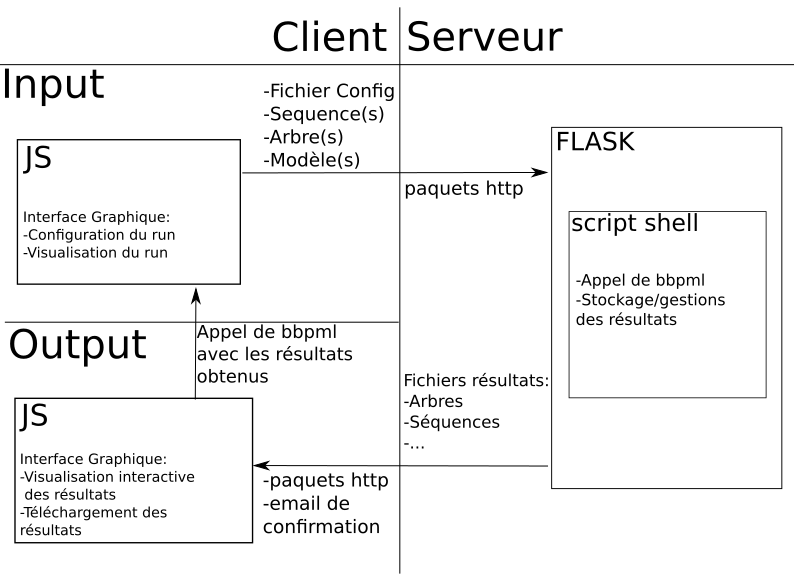 Client
Serveur
Input
-Fichier Config
-Sequence(s)
-Arbre(s)
-Modèle(s)
JS
Interface Graphique:
-Configuration du run
-Visualisation du run
paquets http
FLASK
script shell
-Appel de bbpml
-Stockage/gestions
des résultats
Output
Appel de bbpml
avec les résultats
obtenus
Fichiers résultats:
-Arbres
-Séquences
-...
JS
Interface Graphique:
-Visualisation interactive
des résultats
-Téléchargement des
résultats
-paquets http
-email de
confirmation